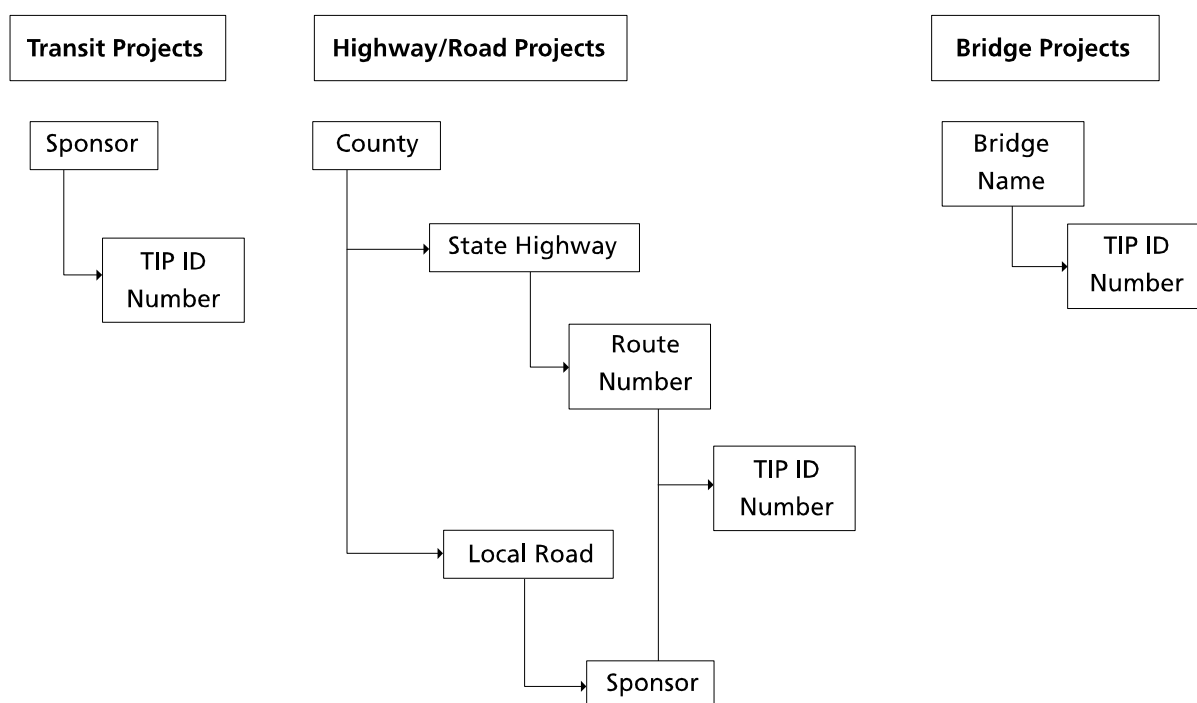 Transit Projects
Highway/Road Projects
Bridge Projects
Sponsor
TIP ID
Number
County
State Highway
Route
Number
TIP ID
Number
Local Road
Sponsor
Bridge
Name
TIP ID
Number